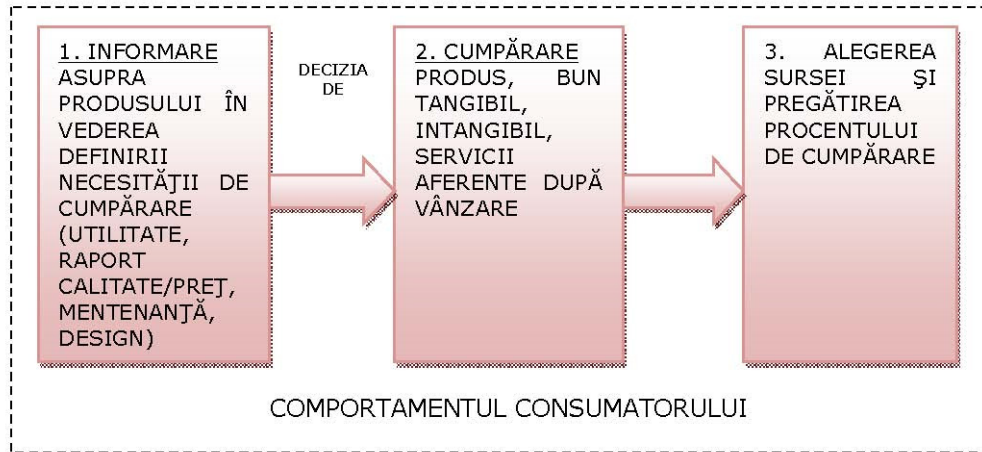 1. INFORMARE
ASUPRA
PRODUSULUI ÎN
VEDEREA
DEFINIRII
NECESITĂŢII DE
CUMPĂRARE
(UTILITATE,
RAPORT
CALITATE/PREŢ,
MENTENANŢĂ,
DESIGN)
DECIZIA
DE
2. CUMPĂRARE
PRODUS, BUN
TANGIBIL,
INTANGIBIL,
SERVICII
AFERENTE DUPĂ
VÂNZARE
3. ALEGEREA
SURSEI ŞI
PREGĂTIREA
PROCENTULUI
DE CUMPĂRARE
COMPORTAMENTUL CONSUMATORULUI